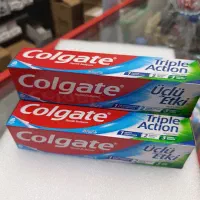 Colgate
Triple
Action
Colgate
Üçlü
Etki
Colgate
Triple
Action
Colgate
Üçlü
Etki